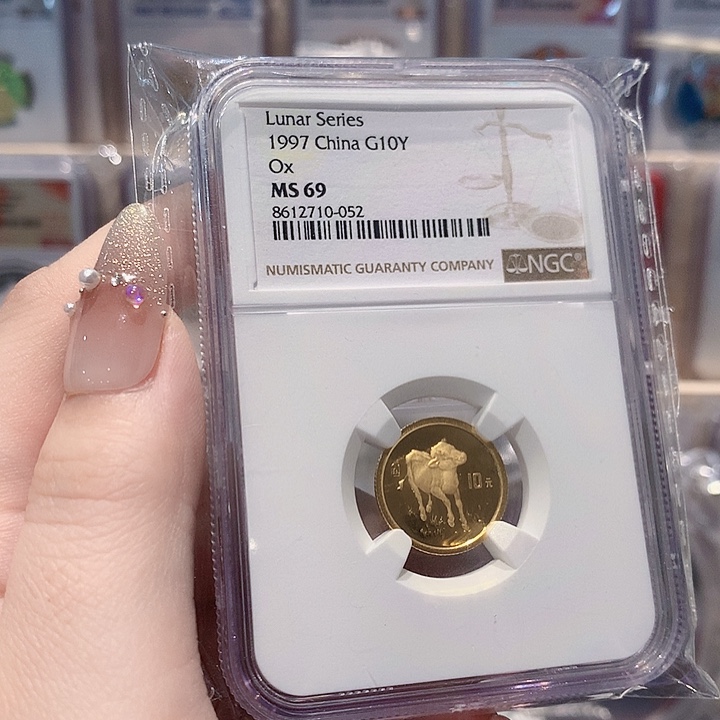 Lunar Series
1997 China G10Y
Ox
MS 69
8612710-052
NUMISMATIC GUARANTY COMPANY
NGC
10元